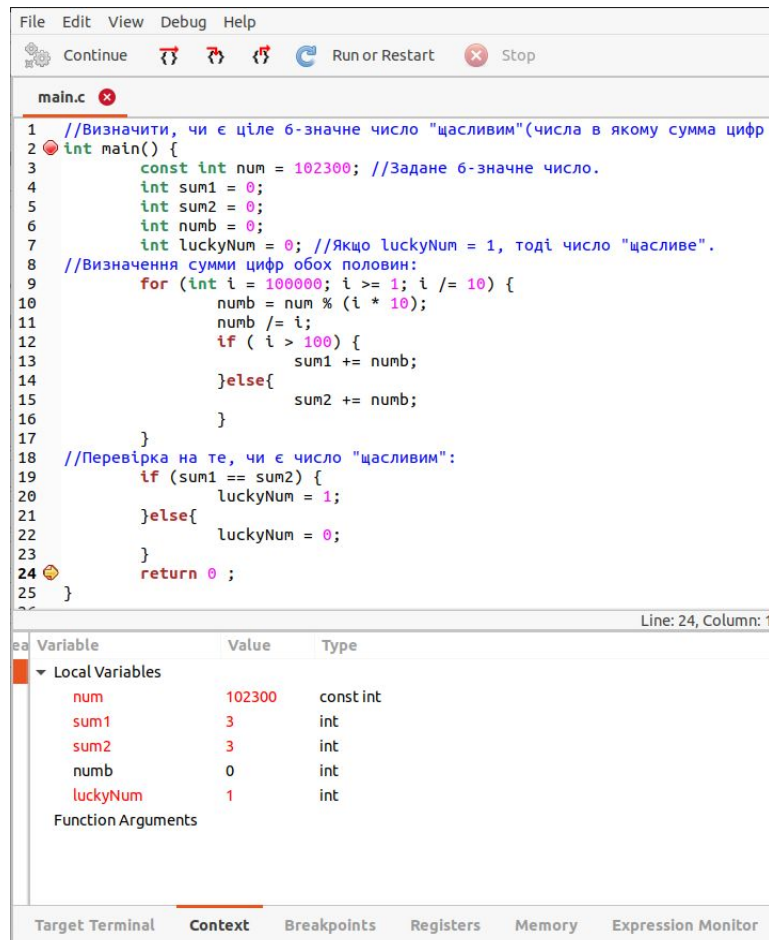 File Edit View Debug Help
Continue Run or Restart Stop
main.c
1 //Визначити, чи є ціле 6-значне число "щасливим"(числа в якому сумма цифр
2 int main() {
3 const int num = 102300; //Задане 6-значне число.
4 int sum1 = 0;
5 int sum2 = 0;
6 int numb = 0;
7 int luckyNum = 0; //Якщо luckyNum = 1, тоді число "щасливе".
8 //Визначення сумми цифр обох половин:
9 for (int i = 100000; i >= 1; i /= 10) {
10 numb = num % (i * 10);
11 numb /= i;
12 if ( i > 100) {
13 sum1 += numb;
14 }else{
15 sum2 += numb;
16 }
17 }
18 //Перевірка на те, чи є число "щасливим":
19 if (sum1 == sum2) {
20 luckyNum = 1;
21 }else{
22 luckyNum = 0;
23 }
24 return 0 ;
25 }
Line: 24, Column: 1
Variable Value Type
Local Variables
num 102300 const int
sum1 3 int
sum2 3 int
numb 0 int
luckyNum 1 int
Function Arguments
Target Terminal Context Breakpoints Registers Memory Expression Monitor